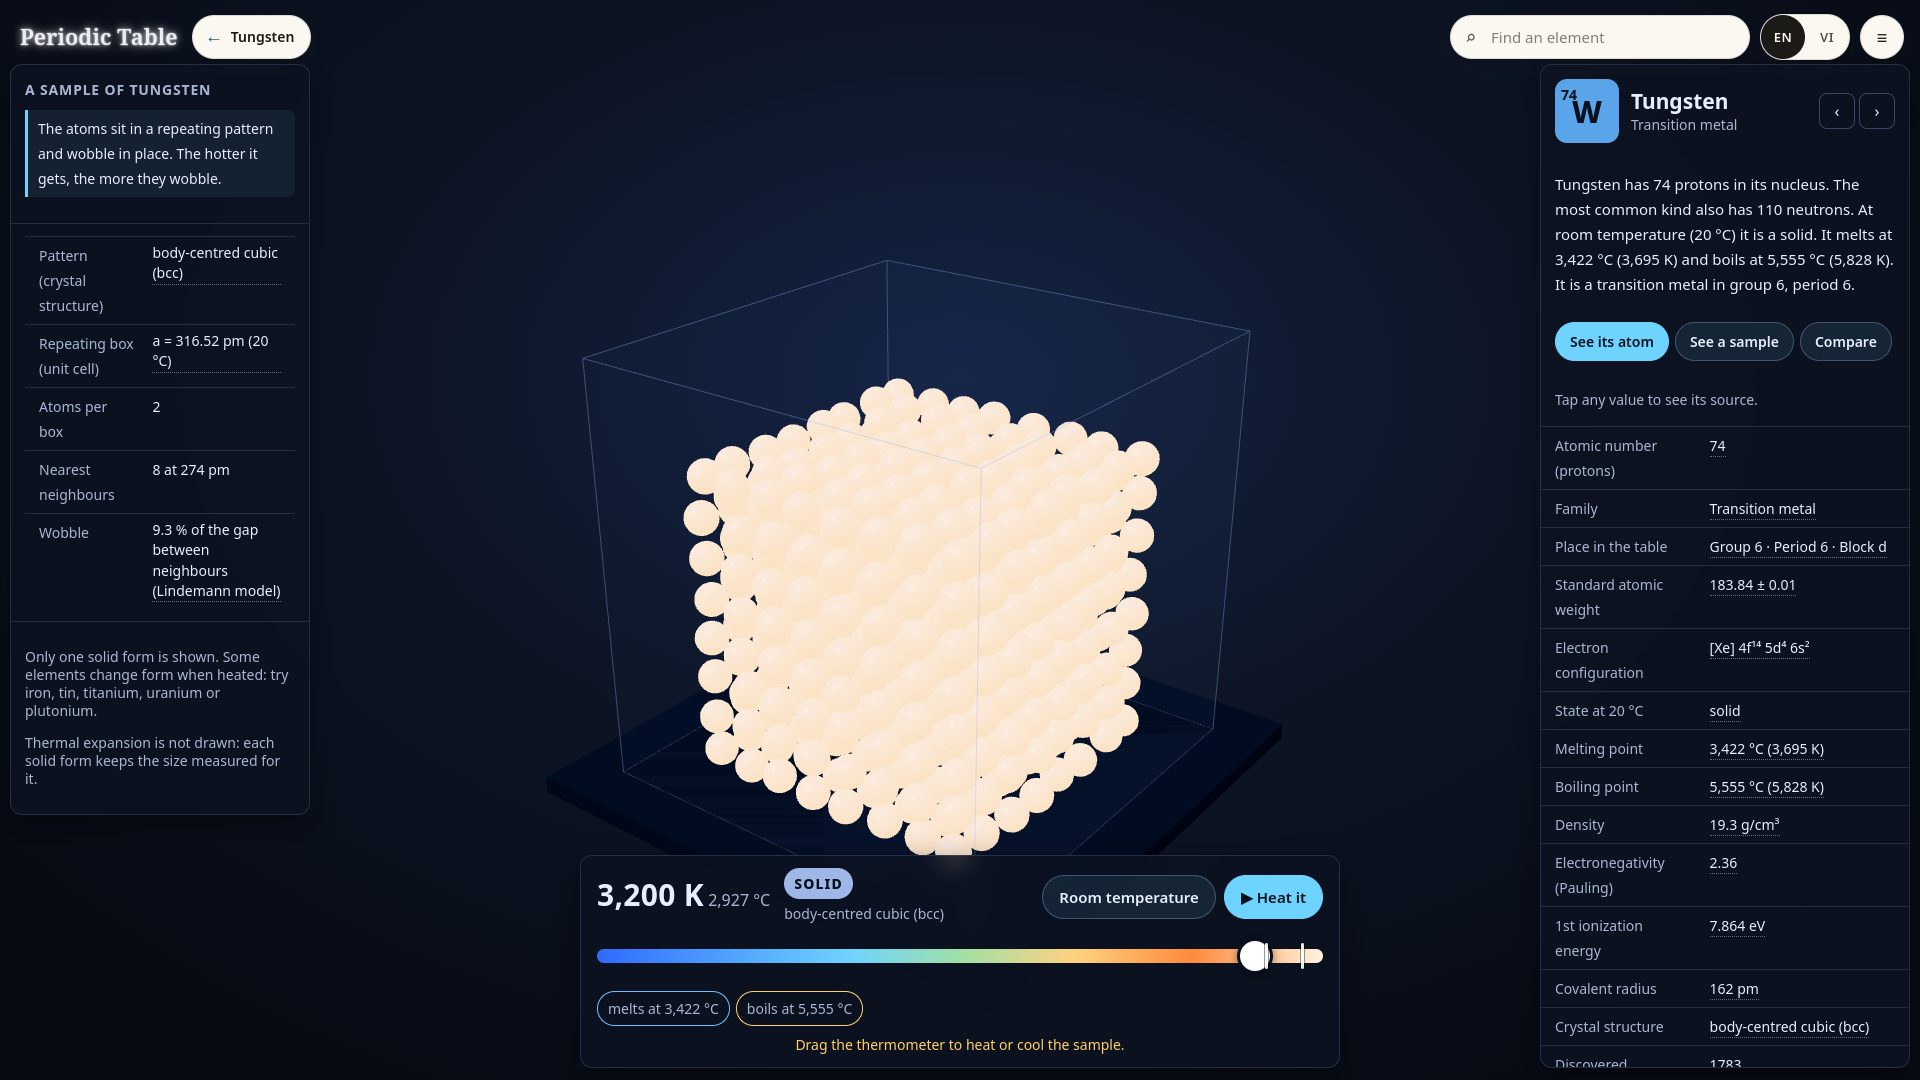 Periodic Table
← Tungsten
Find an element
EN
VI
≡
A SAMPLE OF TUNGSTEN
The atoms sit in a repeating pattern
and wobble in place. The hotter it
gets, the more they wobble.
Pattern
(crystal
structure)
body-centred cubic
(bcc)
Repeating box
(unit cell)
a = 316.52 pm (20
°C)
Atoms per
box
2
Nearest
neighbours
8 at 274 pm
Wobble
9.3 % of the gap
between
neighbours
(Lindemann model)
Only one solid form is shown. Some
elements change form when heated: try
iron, tin, titanium, uranium or
plutonium.
Thermal expansion is not drawn: each
solid form keeps the size measured for
it.
3,200 K 2,927 °C
SOLID
body-centred cubic (bcc)
Room temperature
▶ Heat it
melts at 3,422 °C
boils at 5,555 °C
Drag the thermometer to heat or cool the sample.
74
W
Tungsten
Transition metal
‹
›
Tungsten has 74 protons in its nucleus. The
most common kind also has 110 neutrons. At
room temperature (20 °C) it is a solid. It melts at
3,422 °C (3,695 K) and boils at 5,555 °C (5,828 K).
It is a transition metal in group 6, period 6.
See its atom
See a sample
Compare
Tap any value to see its source.
Atomic number
(protons)
74
Family
Transition metal
Place in the table
Group 6 · Period 6 · Block d
Standard atomic
weight
183.84 ± 0.01
Electron
configuration
[Xe] 4f¹⁴ 5d⁴ 6s²
State at 20 °C
solid
Melting point
3,422 °C (3,695 K)
Boiling point
5,555 °C (5,828 K)
Density
19.3 g/cm³
Electronegativity
(Pauling)
2.36
1st ionization
energy
7.864 eV
Covalent radius
162 pm
Crystal structure
body-centred cubic (bcc)
Discovered
1783